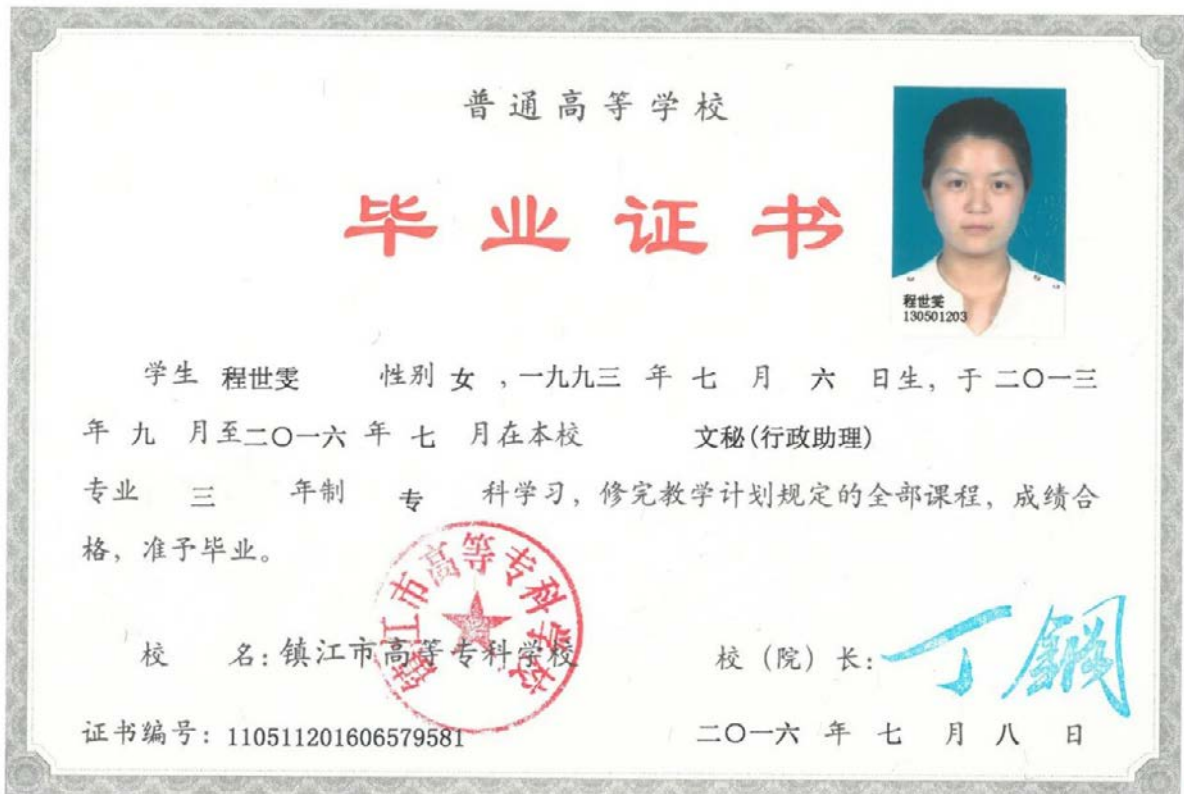 普通高等学校
毕业证书
程世雯
130501203
学生 程世雯 性别 女 ,一九九三 年 七 月 六 日生, 于 二〇一三
年 九 月至二〇一六 年 七 月在本校 文秘(行政助理)
专业 三 年制 专 科学习, 修完教学计划规定的全部课程, 成绩合
格, 准予毕业。
镇江市高等专科学校
校 名: 镇江市高等专科学校
校 (院) 长: 丁钢
证书编号: 110511201606579581
二〇一六 年 七 月 八 日